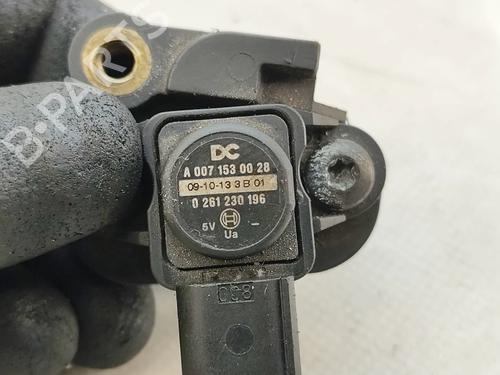 B-PARTS
DC
A 007 153 00 28
09-10-13 3 B 01
0 261 230 196
5V Ua -